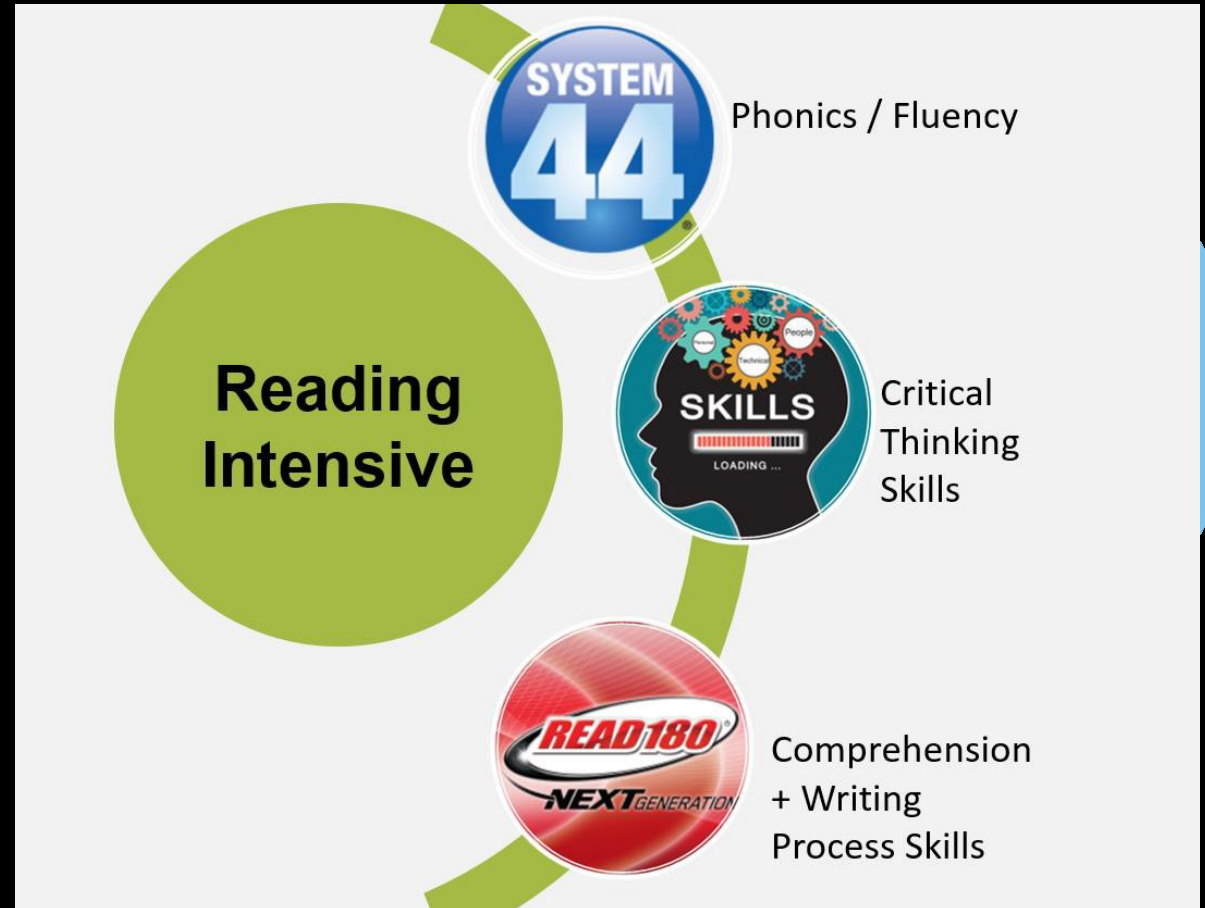 SYSTEM
44
®
Phonics / Fluency
Reading
Intensive
Personal
People
Technical
SKILLS
LOADING ...
Critical
Thinking
Skills
READ 180®
NEXT GENERATION
Comprehension
+ Writing
Process Skills